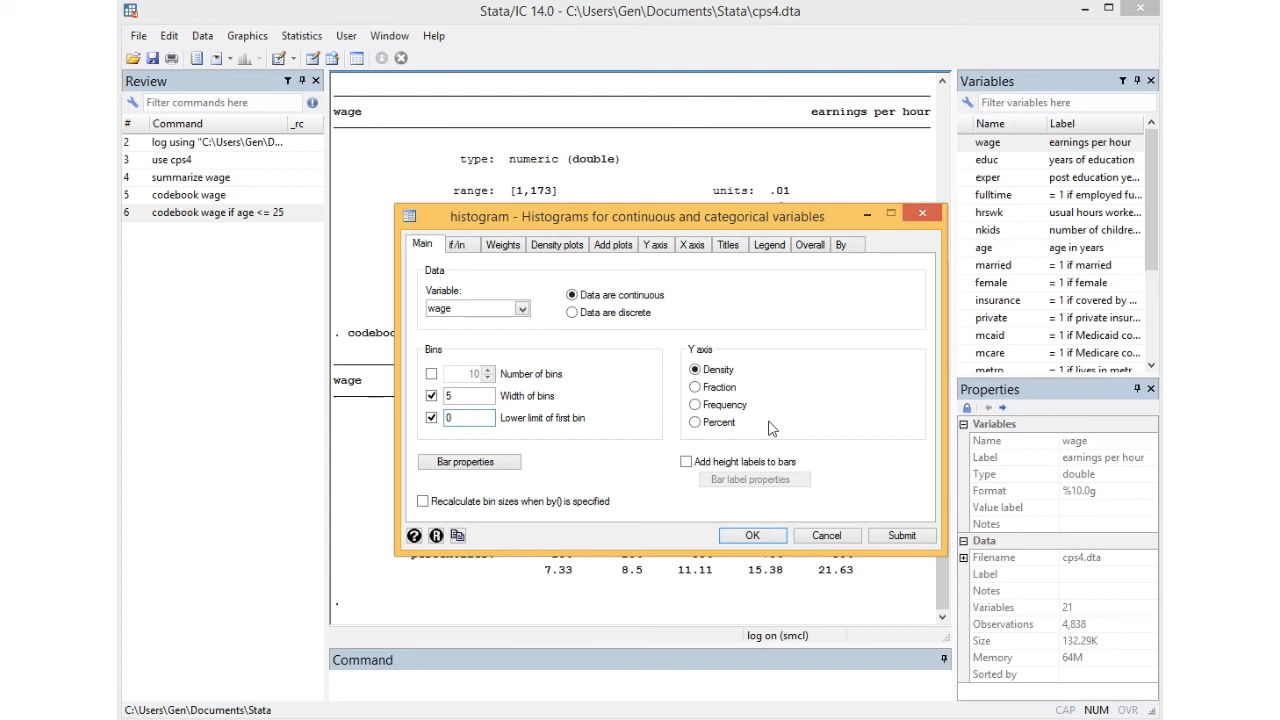 Stata/IC 14.0 - C:\Users\Gen\Documents\Stata\cps4.dta
File Edit Data Graphics Statistics User Window Help
Review
Filter commands here
# Command _rc
2 log using "C:\Users\Gen\D...
3 use cps4
4 summarize wage
5 codebook wage
6 codebook wage if age <= 25
wage earnings per hour
type: numeric (double)
range: [1,173] units: .01
. codebook
wage
7.33 8.5 11.11 15.38 21.63
.
log on (smcl)
Command
histogram - Histograms for continuous and categorical variables
Main if/in Weights Density plots Add plots Y axis X axis Titles Legend Overall By
Data
Variable:
wage
Data are continuous
Data are discrete
Bins
10 Number of bins
5 Width of bins
0 Lower limit of first bin
Y axis
Density
Fraction
Frequency
Percent
Bar properties
Add height labels to bars
Bar label properties
Recalculate bin sizes when by() is specified
OK Cancel Submit
Variables
Filter variables here
Name Label
wage earnings per hour
educ years of education
exper post education ye...
fulltime = 1 if employed fu...
hrswk usual hours worke...
nkids number of childre...
age age in years
married = 1 if married
female = 1 if female
insurance = 1 if covered by ...
private = 1 if private insur...
mcaid = 1 if Medicaid co...
mcare = 1 if Medicare co...
metro = 1 if lives in metr...
Properties
Variables
Name wage
Label earnings per hour
Type double
Format %10.0g
Value label
Notes
Data
Filename cps4.dta
Label
Notes
Variables 21
Observations 4,838
Size 132.29K
Memory 64M
Sorted by
C:\Users\Gen\Documents\Stata
CAP NUM OVR